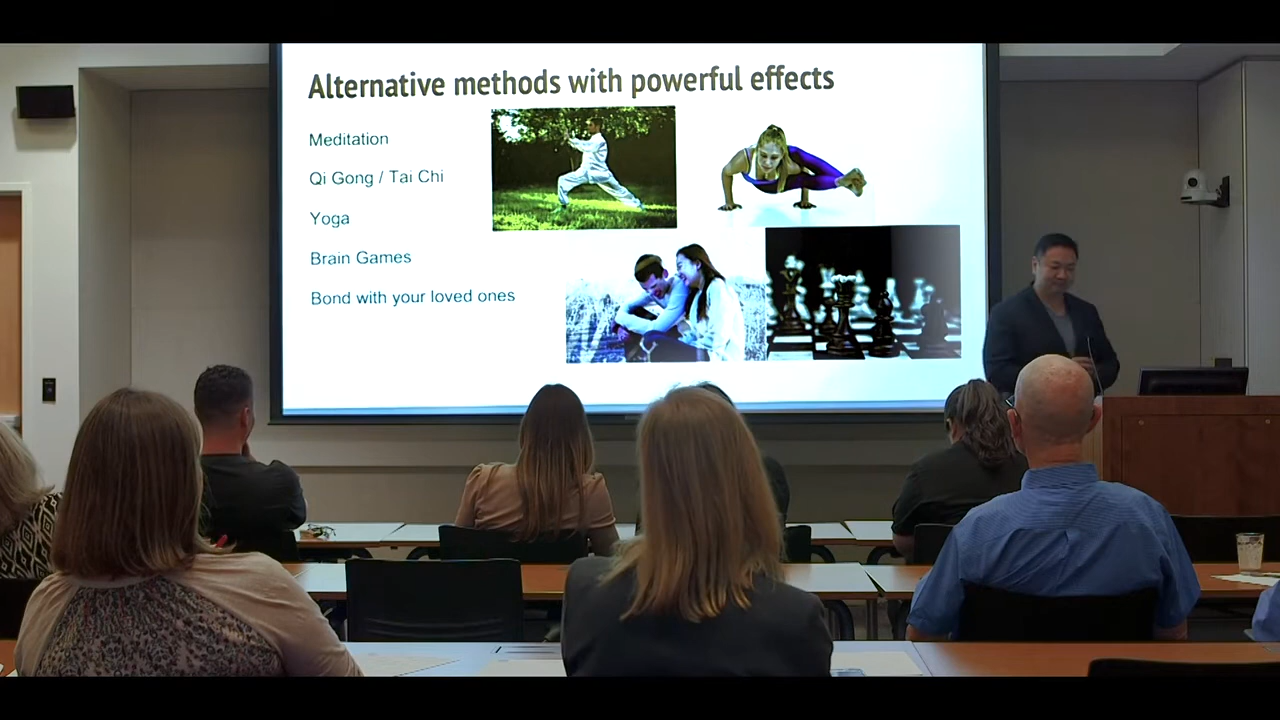 Alternative methods with powerful effects
Meditation
Qi Gong / Tai Chi
Yoga
Brain Games
Bond with your loved ones